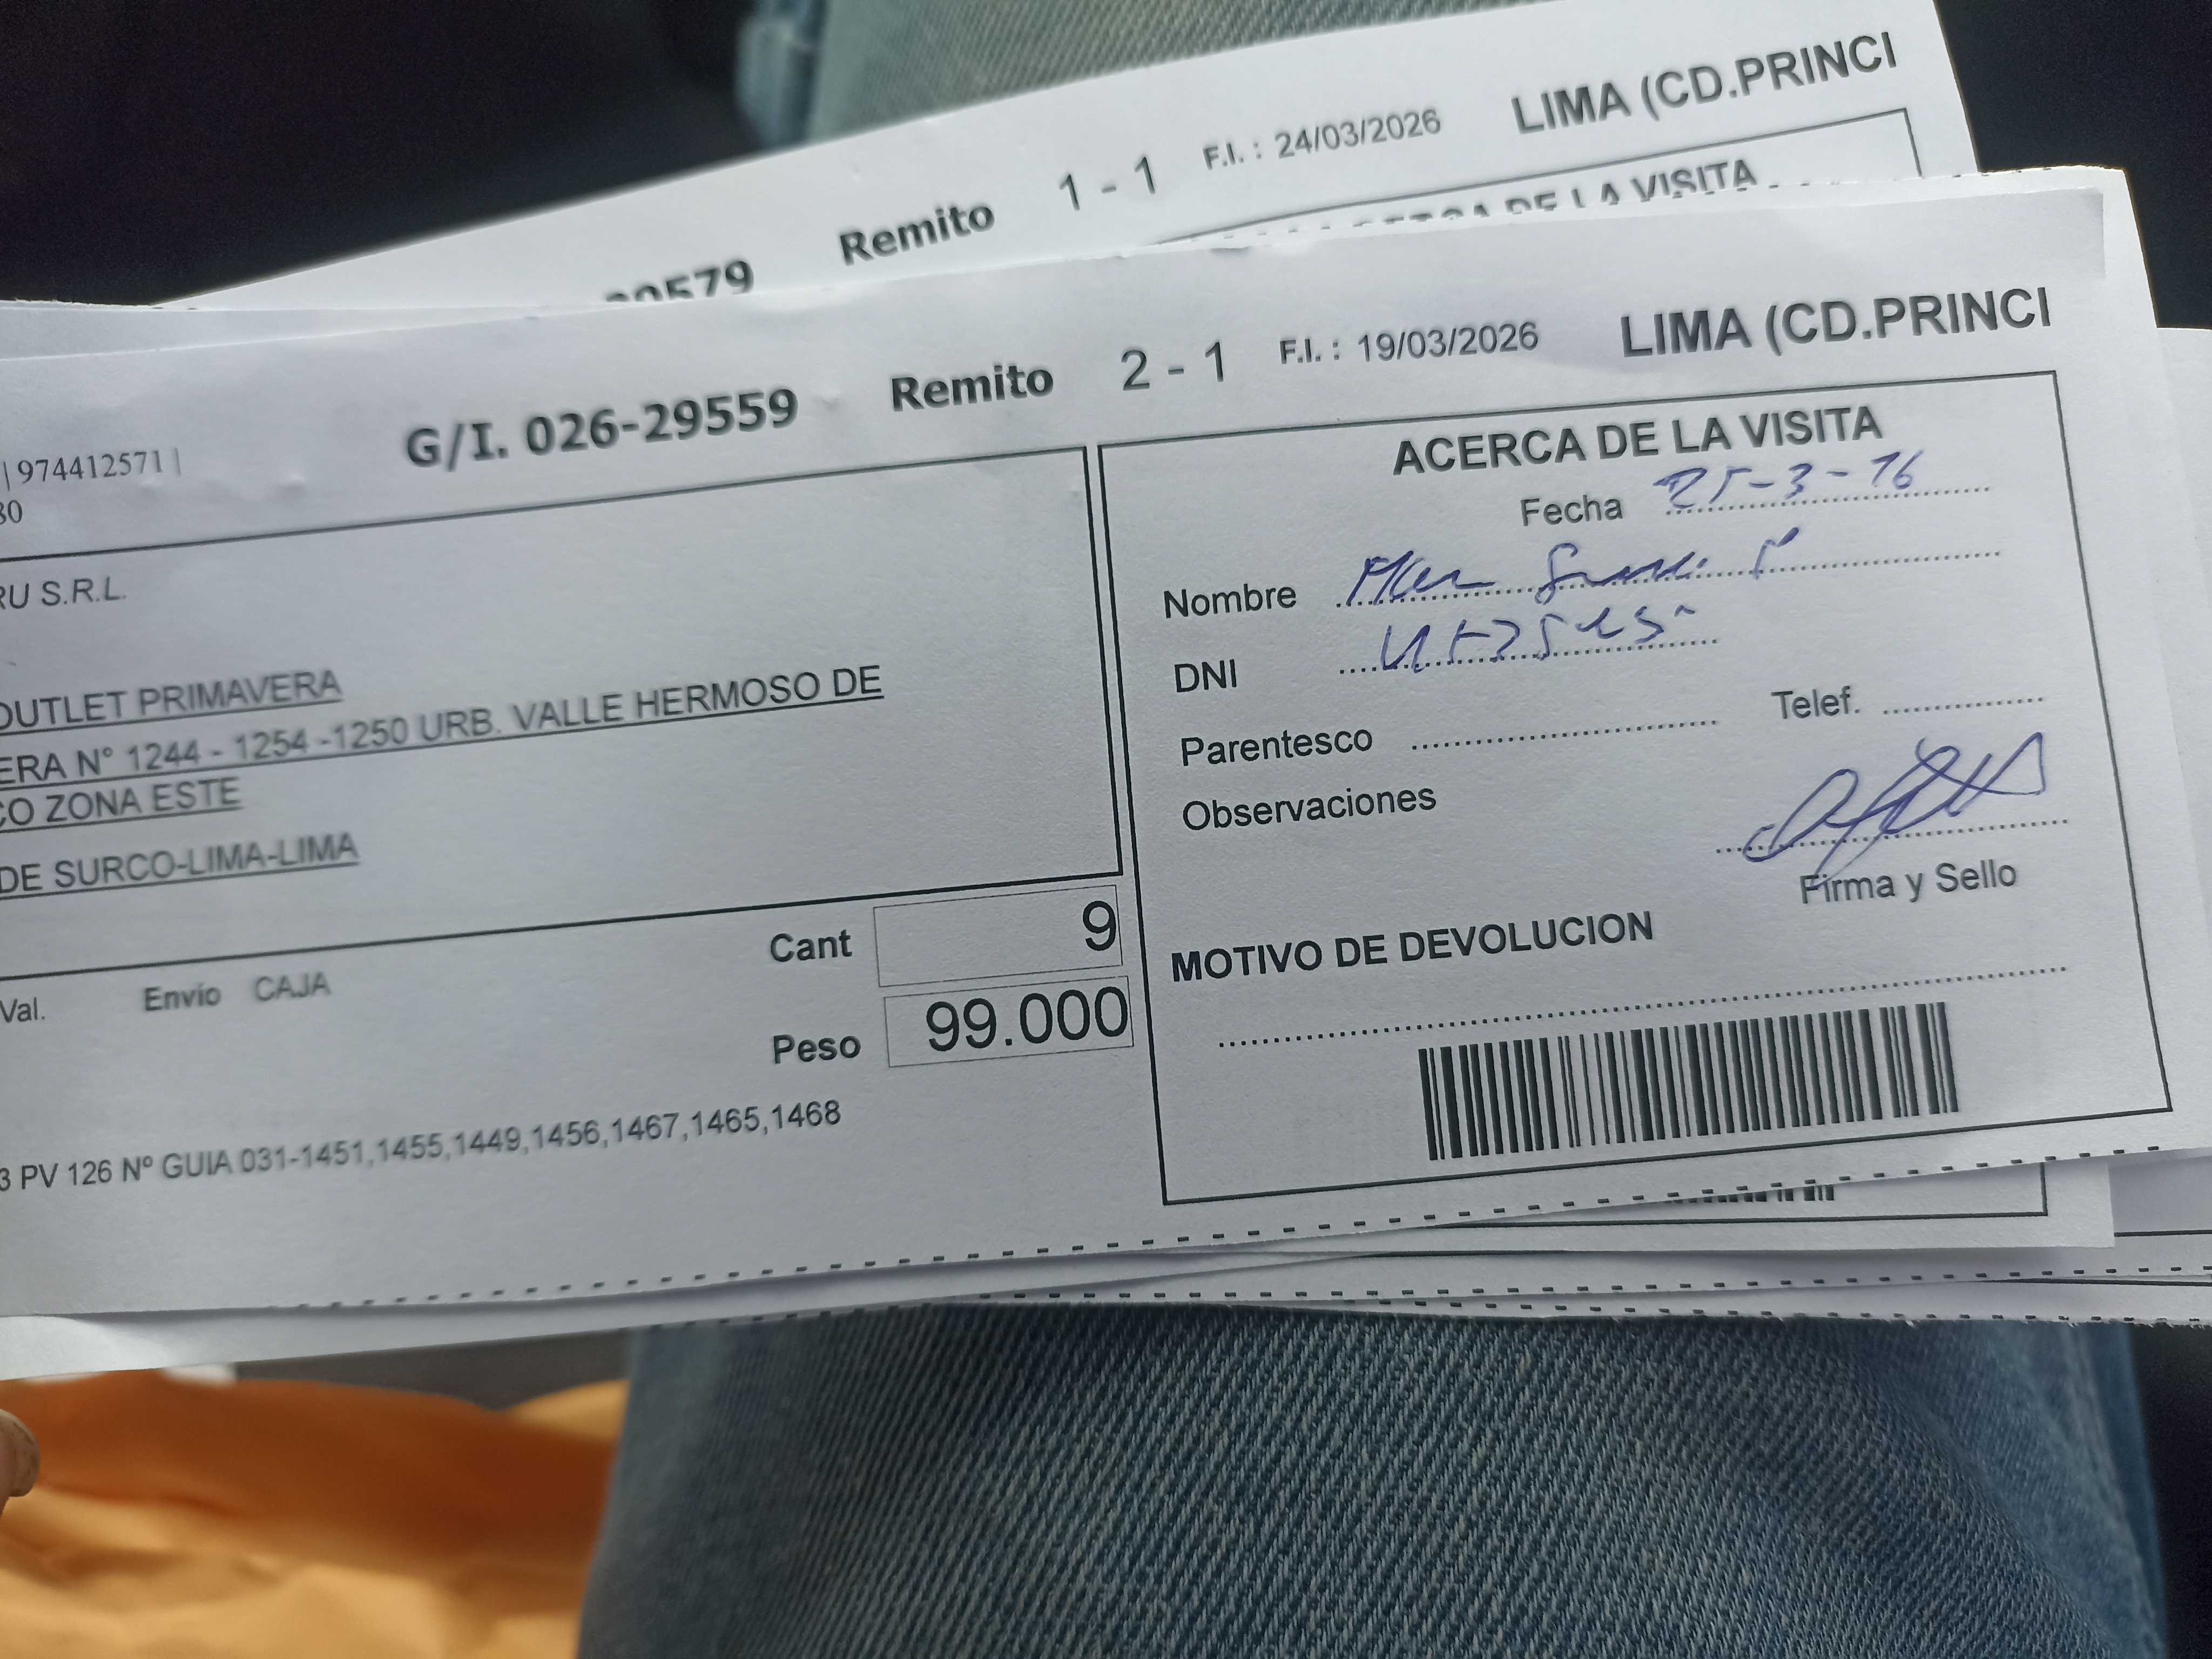 Remito 1 - 1 F.I. : 24/03/2026 LIMA (CD.PRINCI
DE LA VISITA
G/I. 026-29559 Remito 2 - 1 F.I. : 19/03/2026 LIMA (CD.PRINCI
| 974412571 |
80
RU S.R.L.
OUTLET PRIMAVERA
ERA N° 1244 - 1254 -1250 URB. VALLE HERMOSO DE
CO ZONA ESTE
DE SURCO-LIMA-LIMA
Cant 9
Val. Envío CAJA
Peso 99.000
3 PV 126 Nº GUIA 031-1451,1455,1449,1456,1467,1465,1468
ACERCA DE LA VISITA
Fecha
Nombre
DNI
Parentesco Telef.
Observaciones
Firma y Sello
MOTIVO DE DEVOLUCION